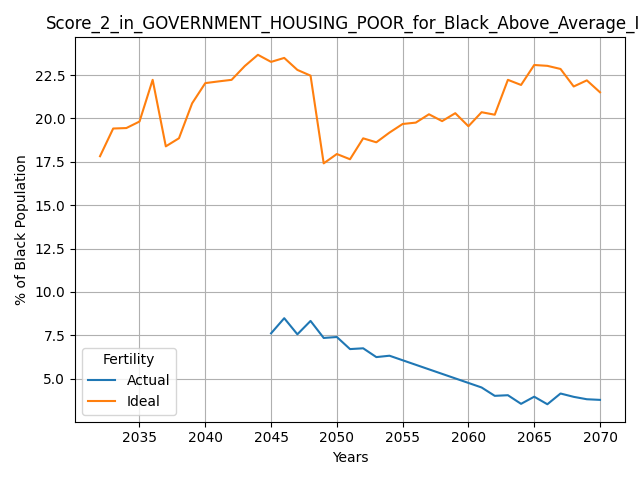 Score_2_in_GOVERNMENT_HOUSING_POOR_for_Black_Above_Average_I
22.5
20.0
17.5
15.0
12.5
10.0
7.5
5.0
% of Black Population
Fertility
Actual
Ideal
2035 2040 2045 2050 2055 2060 2065 2070
Years